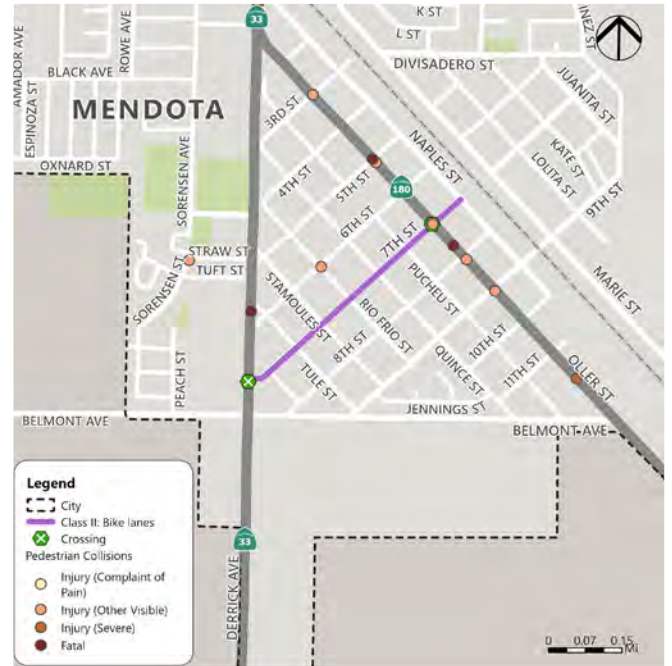 33
K ST
L ST
INEZ ST
DIVISADERO ST
AMADOR AVE
ROWE AVE
BLACK AVE
ESPINOZA ST
MENDOTA
3RD ST
JUANITA ST
NAPLES ST
KATE ST
LOLITA ST
OXNARD ST
SORENSEN AVE
4TH ST
5TH ST
180
9TH ST
6TH ST
7TH ST
STRAW ST
TUFT ST
SORENSEN ST
PUCHEU ST
MARIE ST
STAMOULES ST
RIO FRIO ST
10TH ST
8TH ST
QUINCE ST
11TH ST
OLLER ST
TULE ST
PEACH ST
JENNINGS ST
BELMONT AVE
BELMONT AVE
Legend
City
Class II: Bike lanes
Crossing
Pedestrian Collisions
Injury (Complaint of
Pain)
Injury (Other Visible)
Injury (Severe)
Fatal
33
DERRICK AVE
0 0.07 0.15
Mi